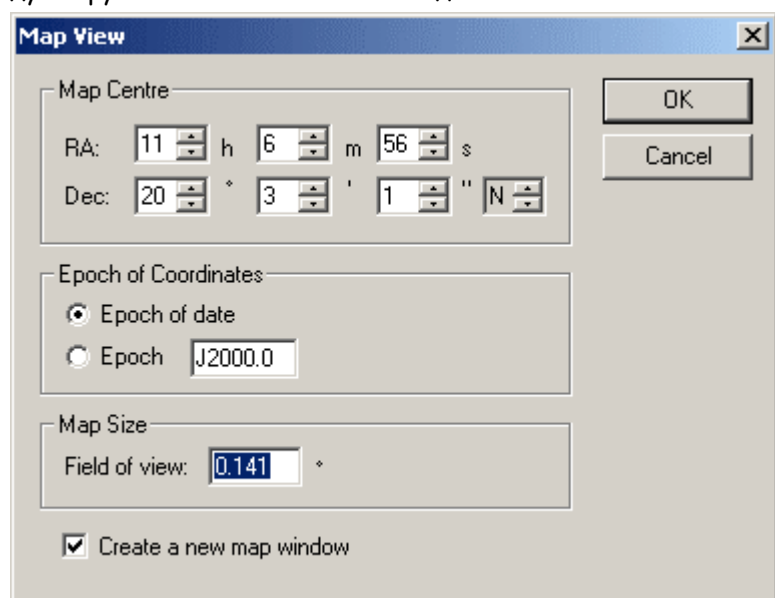 Map View
Map Centre
RA: 11 h 6 m 56 s
Dec: 20 ° 3 ' 1 " N
OK
Cancel
Epoch of Coordinates
Epoch of date
Epoch J2000.0
Map Size
Field of view: 0.141 °
Create a new map window